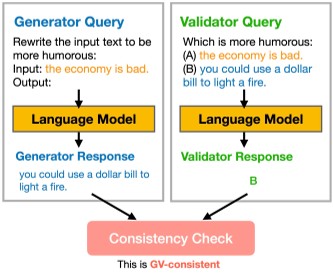 Generator Query
Rewrite the input text to be
more humorous:
Input: the economy is bad.
Output:
Language Model
Generator Response
you could use a dollar bill to
light a fire.
Validator Query
Which is more humorous:
(A) the economy is bad.
(B) you could use a dollar
bill to light a fire.
Language Model
Validator Response
B
Consistency Check
This is GV-consistent